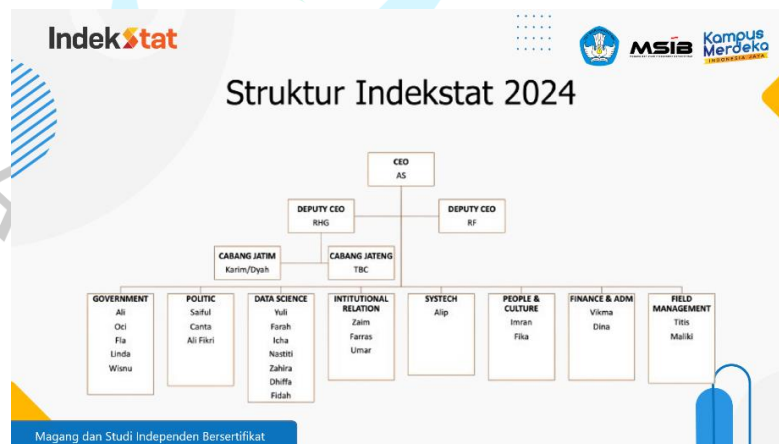 IndekStat
MSiB
Kampus
Merdeka
INDONESIA JAYA
Struktur Indekstat 2024
CEO
AS
DEPUTY CEO
RHG
DEPUTY CEO
RF
CABANG JATIM
Karim/Dyah
CABANG JATENG
TBC
GOVERNMENT
Ali
Oci
Fla
Linda
Wisnu
POLITIC
Saiful
Canta
Ali Fikri
DATA SCIENCE
Yuli
Farah
Icha
Nastiti
Zahira
Dhiffa
Fidah
INTITUTIONAL
RELATION
Zaim
Farras
Umar
SYSTECH
Alip
PEOPLE &
CULTURE
Imran
Fika
FINANCE & ADM
Vikma
Dina
FIELD
MANAGEMENT
Titis
Maliki
Magang dan Studi Independen Bersertifikat